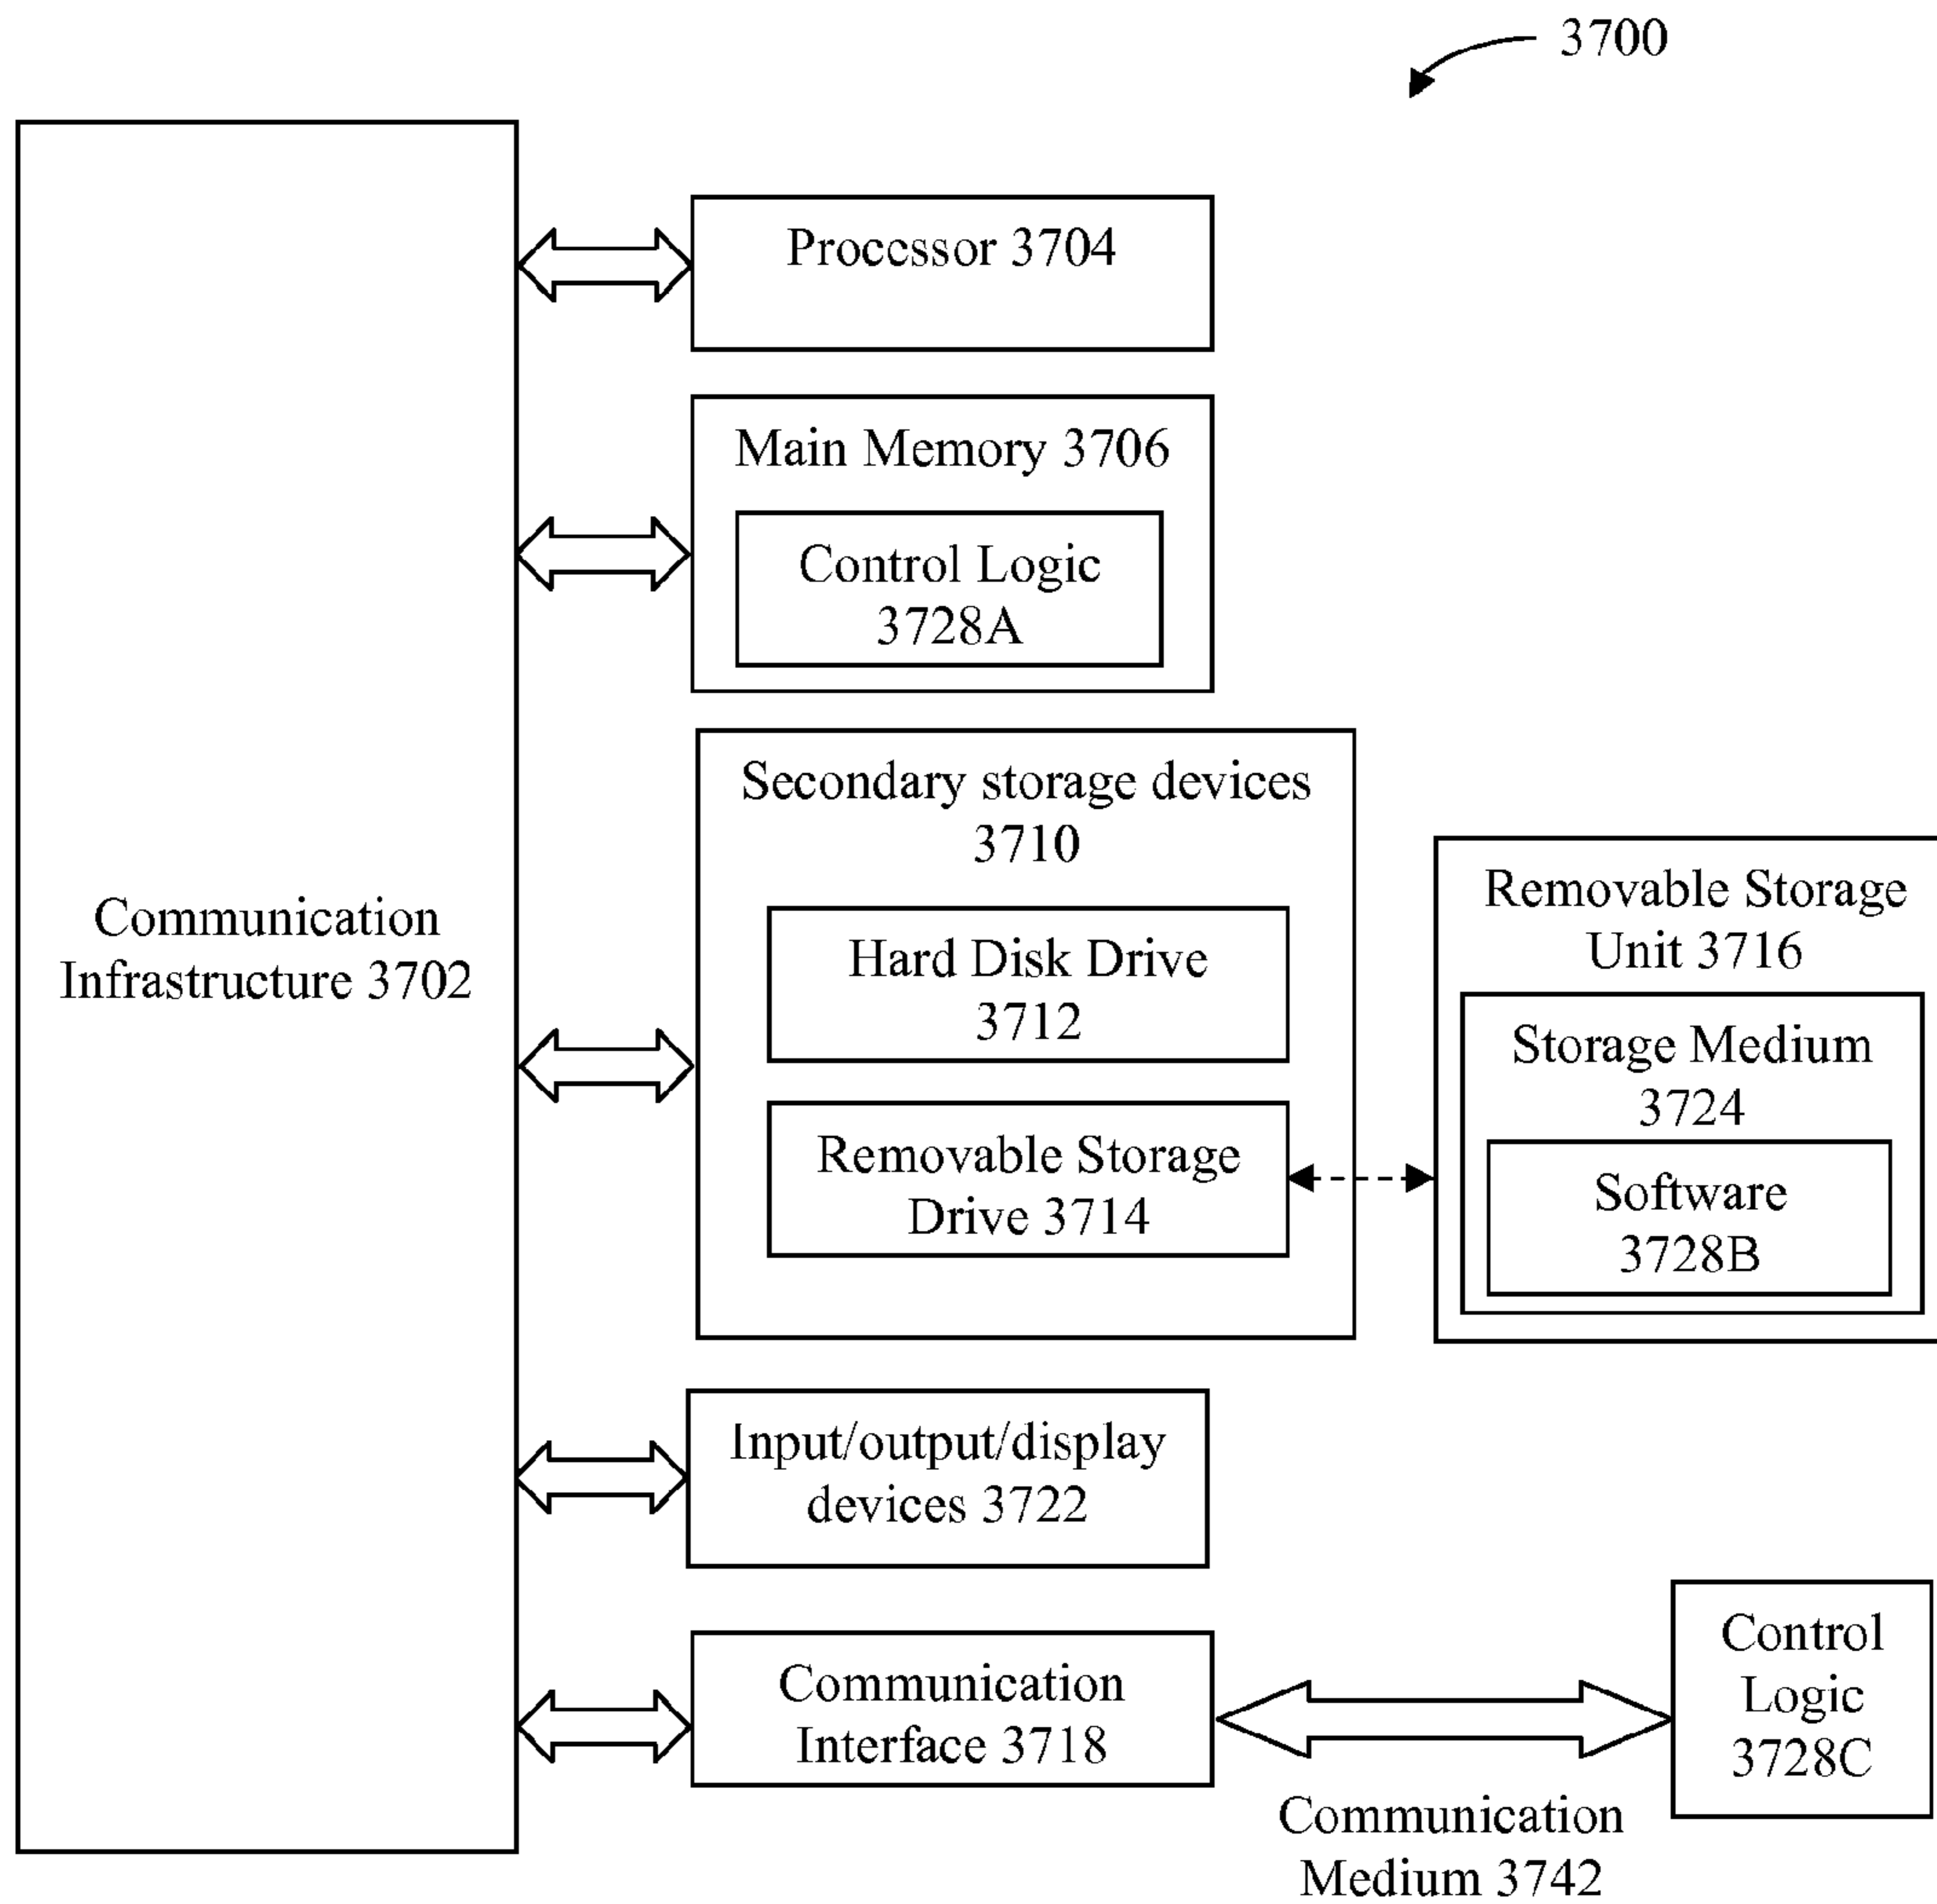 3700
Processor 3704
Main Memory 3706
Control Logic
3728A
Secondary storage devices
3710
Hard Disk Drive
3712
Removable Storage
Drive 3714
Removable Storage
Unit 3716
Storage Medium
3724
Software
3728B
Communication
Infrastructure 3702
Input/output/display
devices 3722
Communication
Interface 3718
Control
Logic
3728C
Communication
Medium 3742